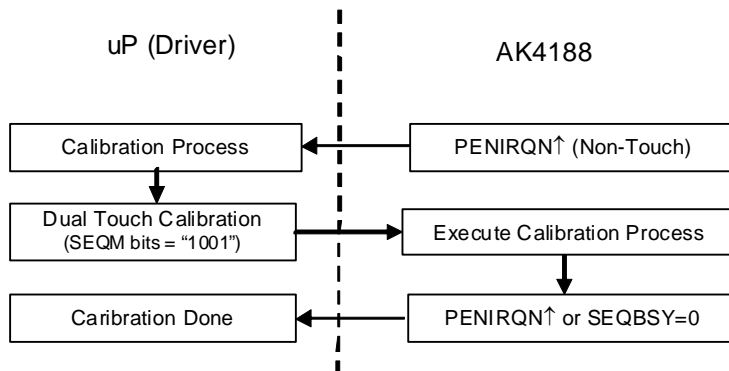 uP (Driver)
AK4188
Calibration Process
PENIRQN↑ (Non-Touch)
Dual Touch Calibration
(SEQM bits = “1001”)
Execute Calibration Process
Caribration Done
PENIRQN↑ or SEQBSY=0